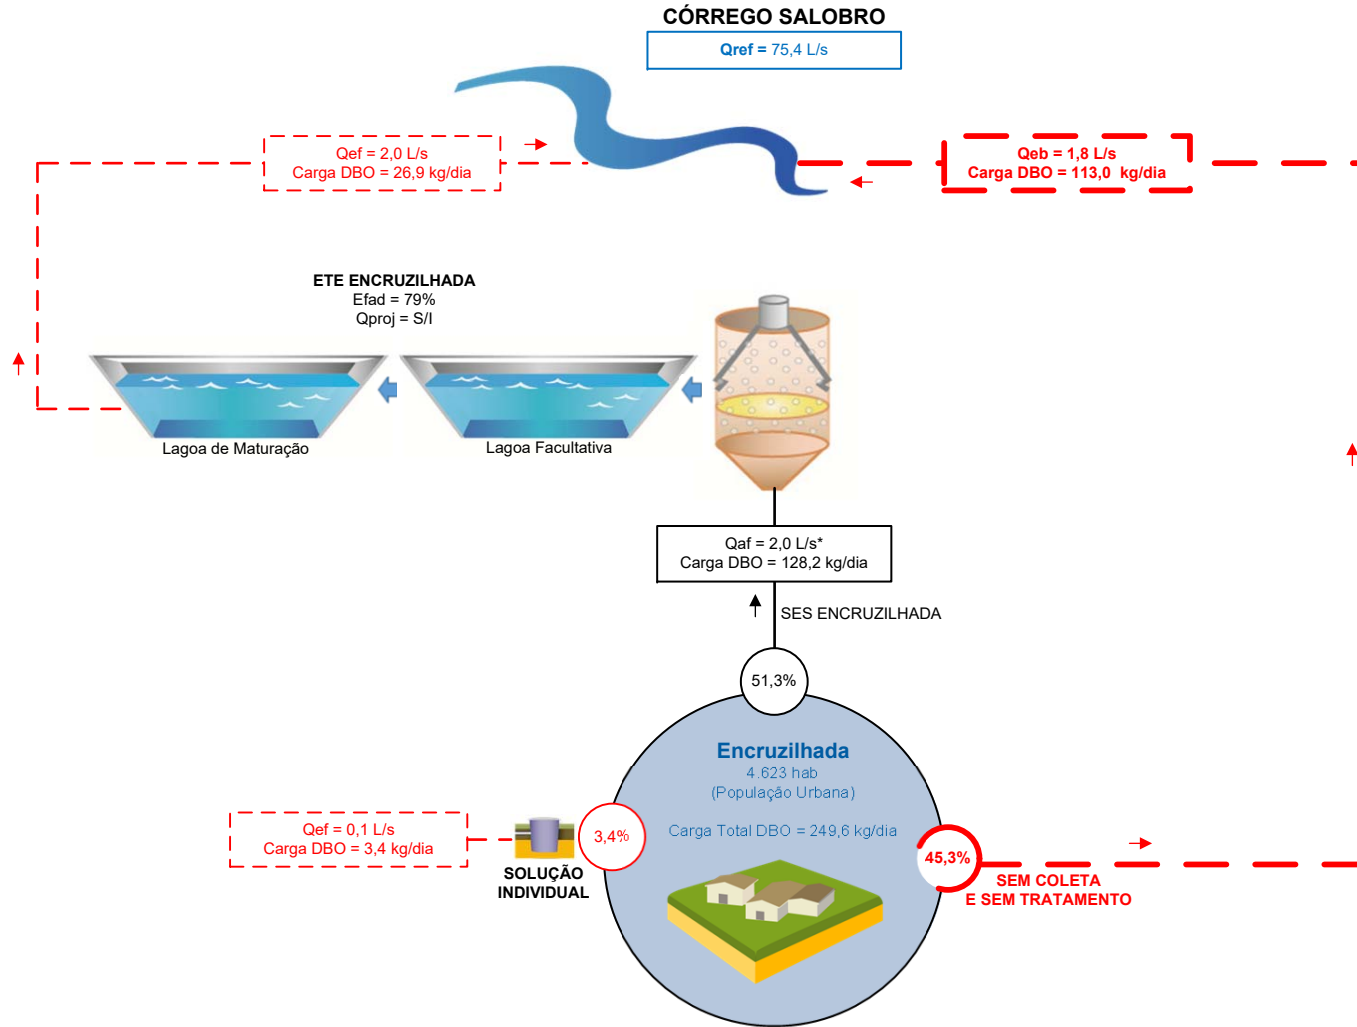 CÓRREGO SALOBRO
Qref = 75,4 L/s
Qef = 2,0 L/s
Carga DBO = 26,9 kg/dia
Qeb = 1,8 L/s
Carga DBO = 113,0 kg/dia
ETE ENCRUZILHADA
Efad = 79%
Qproj = S/I
Lagoa de Maturação
Lagoa Facultativa
Qaf = 2,0 L/s*
Carga DBO = 128,2 kg/dia
SES ENCRUZILHADA
51,3%
Encruzilhada
4.623 hab
(População Urbana)
Carga Total DBO = 249,6 kg/dia
Qef = 0,1 L/s
Carga DBO = 3,4 kg/dia
SOLUÇÃO
INDIVIDUAL
3,4%
45,3%
SEM COLETA
E SEM TRATAMENTO